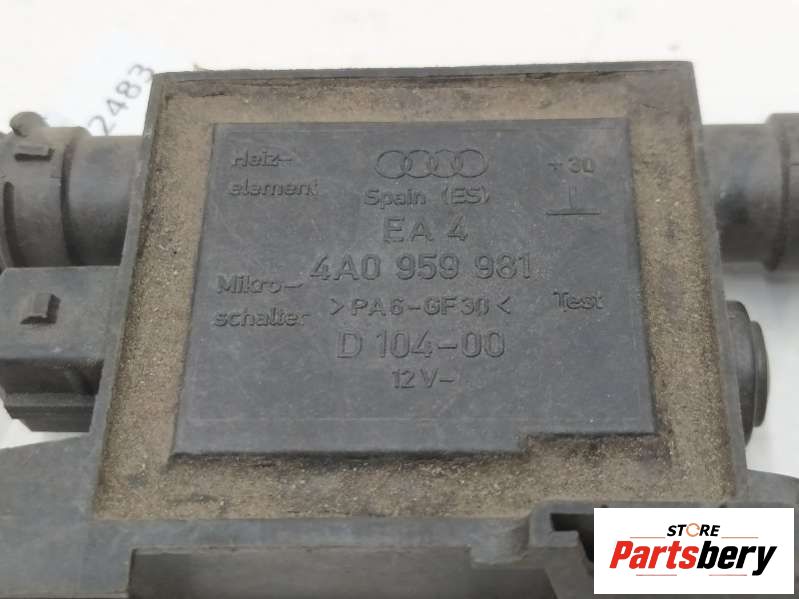 2483
Heiz-
element
+30
Spain (ES)
EA 4
4A0 959 981
Mikro-
schalter
>PA6-GF30<
Test
D 104-00
12V-
STORE
Partsbery